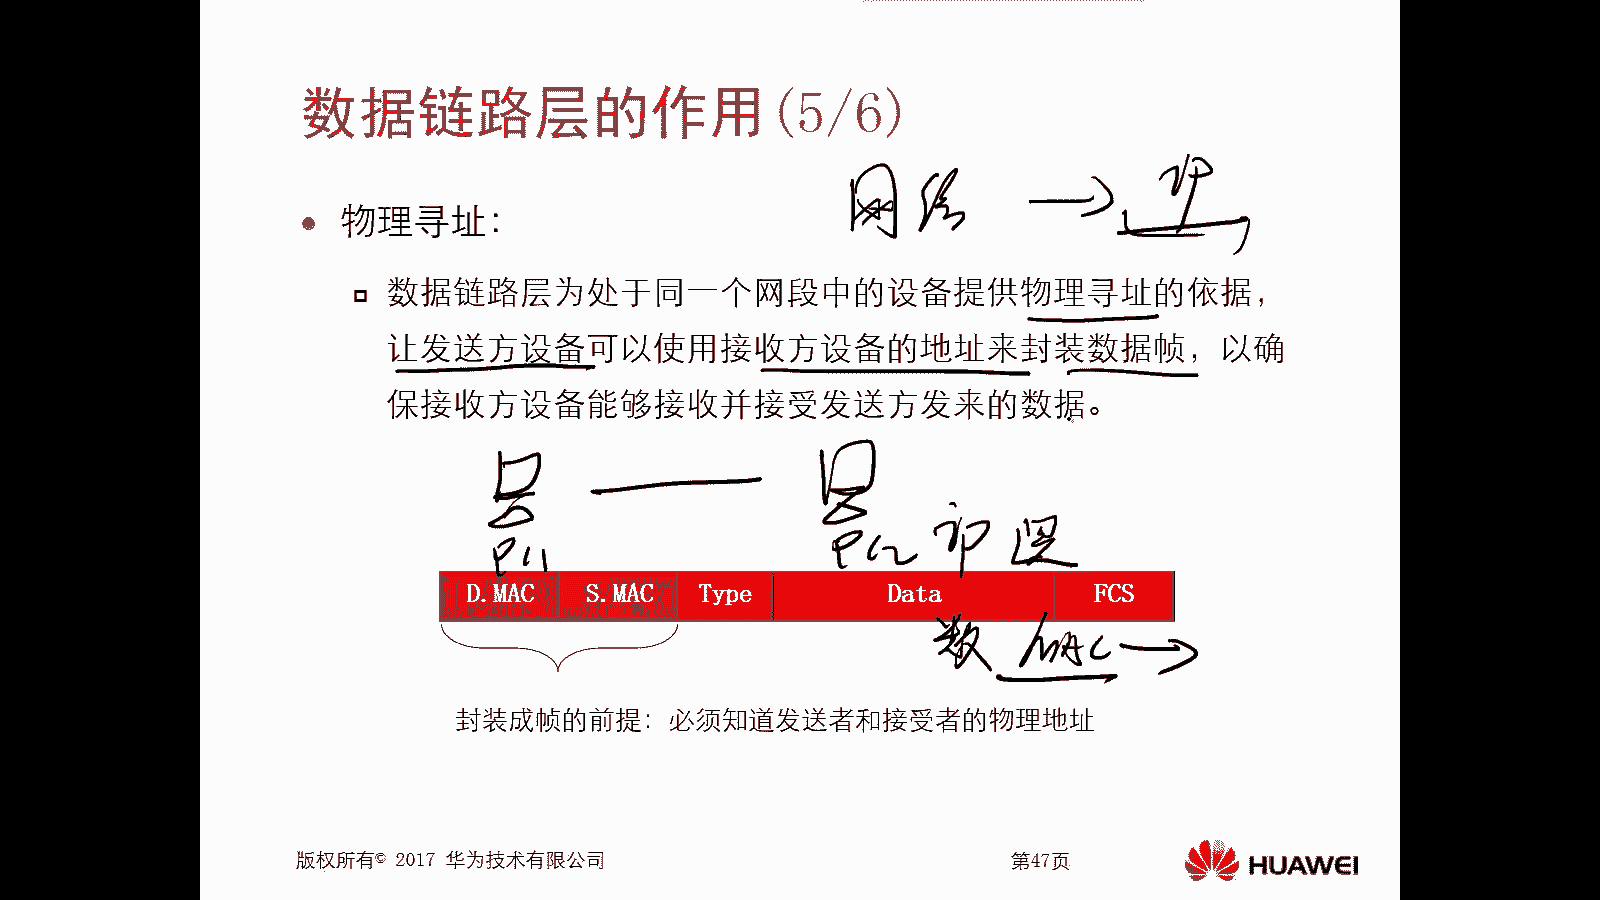 数据链路层的作用(5/6)
网络 → IP
物理寻址：
数据链路层为处于同一个网段中的设备提供物理寻址的依据，
让发送方设备可以使用接收方设备的地址来封装数据帧，以确
保接收方设备能够接收并接受发送方发来的数据。
PC1
PC2
D.MAC S.MAC Type Data FCS
数 MAC →
封装成帧的前提：必须知道发送者和接受者的物理地址
版权所有© 2017 华为技术有限公司
第47页
HUAWEI